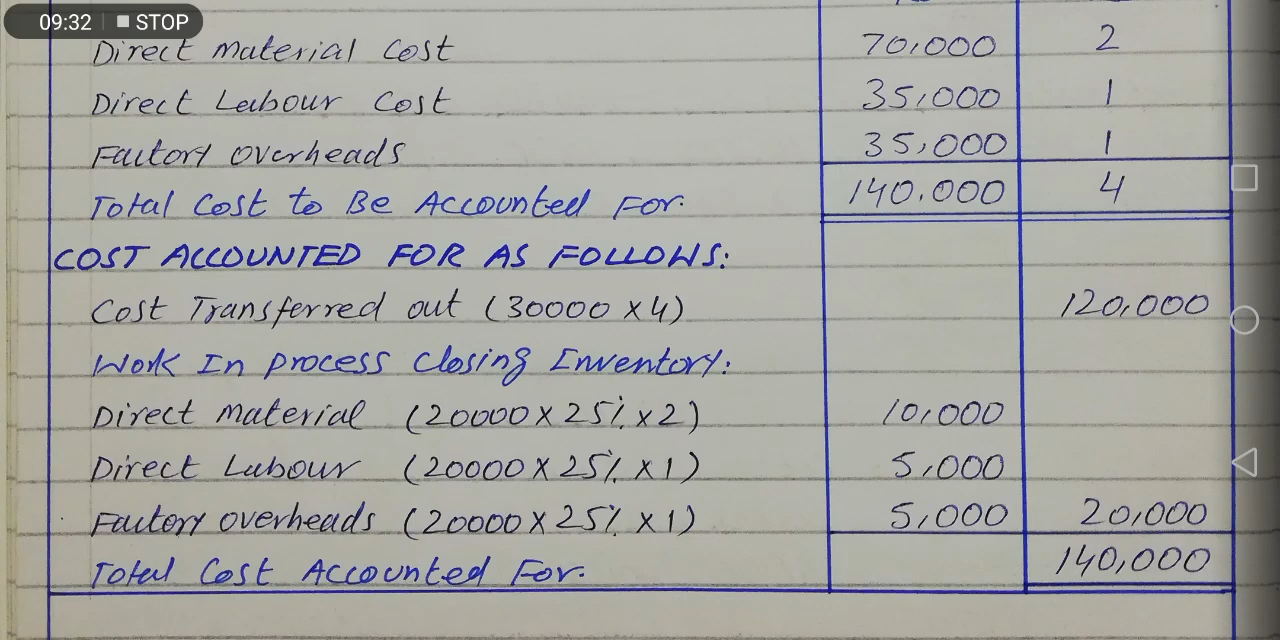 09:32 STOP
Direct Material Cost 70,000 2
Direct Labour Cost 35,000 1
Factory Overheads 35,000 1
Total Cost to Be Accounted For. 140,000 4
COST ACCOUNTED FOR AS FOLLOWS:
Cost Transferred out (30000 x 4) 120,000
Work In Process Closing Inventory:
Direct Material (20000 x 25% x 2) 10,000
Direct Labour (20000 x 25% x 1) 5,000
Factory overheads (20000 x 25% x 1) 5,000 20,000
Total Cost Accounted For. 140,000